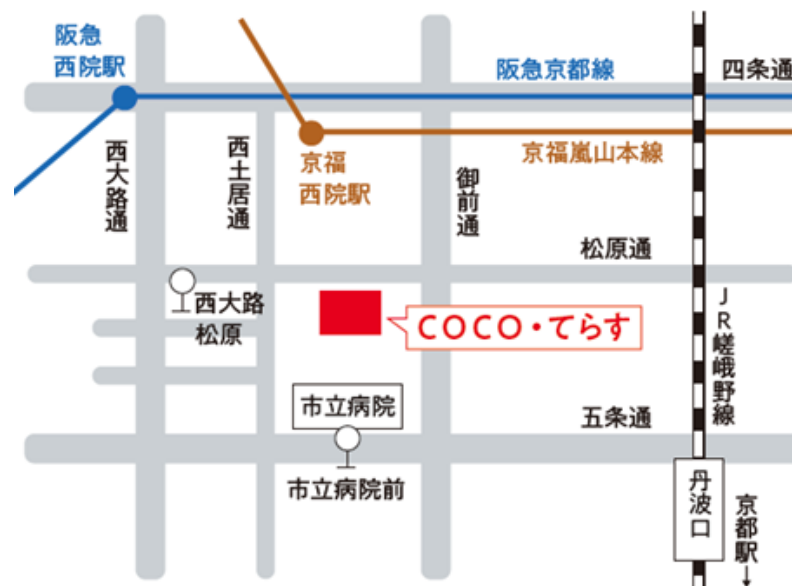 阪急
西院駅
阪急京都線
四条通
西大路通
西土居通
京福
西院駅
京福嵐山本線
御前通
松原通
西大路
松原
COCO・てらす
JR嵯峨野線
市立病院
五条通
市立病院前
丹波口
京都駅↓